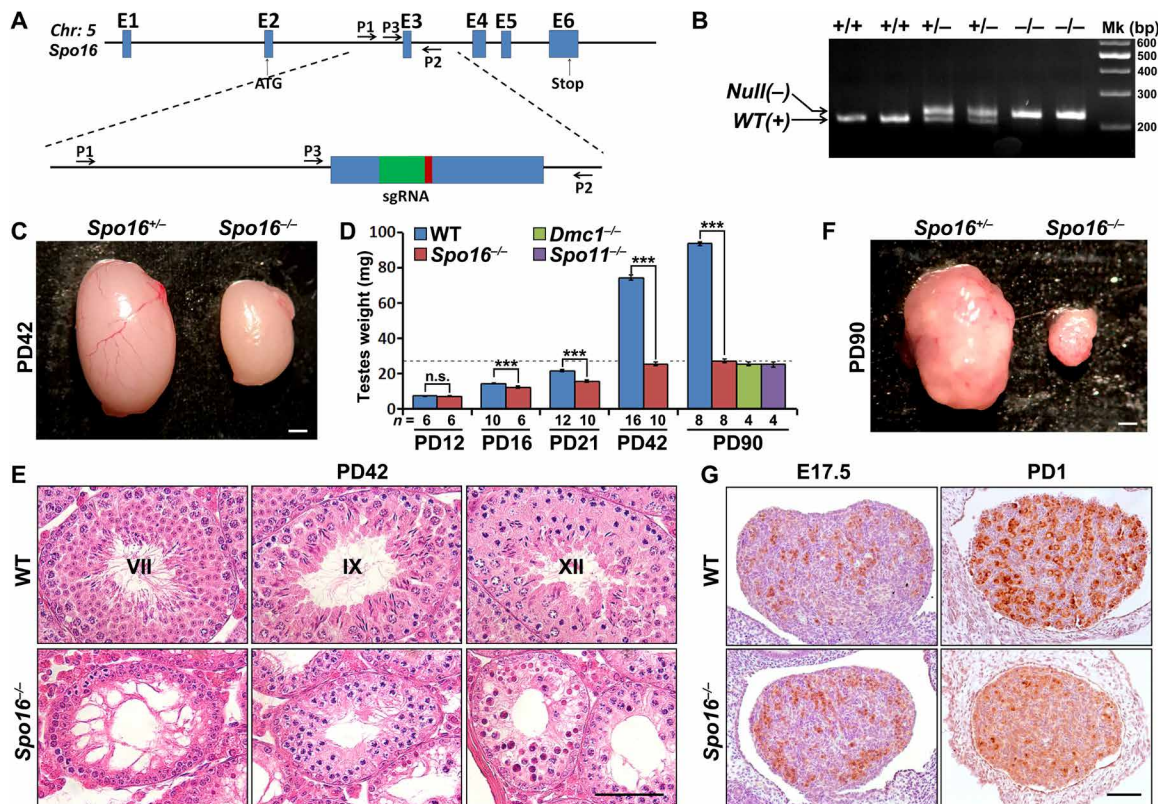 A
Chr: 5
Spo16
E1
E2
E3
E4
E5
E6
P1
P3
P2
ATG
Stop
P1
P3
P2
sgRNA
B
+/+
+/+
+/–
+/–
–/–
–/–
Mk (bp)
Null(–)
WT(+)
600
500
400
300
200
C
Spo16+/–
Spo16–/–
PD42
D
WT
Spo16–/–
Dmc1–/–
Spo11–/–
Testes weight (mg)
100
80
60
40
20
0
n.s.
***
***
***
***
n = 6 6 10 6 12 10 16 10 8 8 4 4
PD12 PD16 PD21 PD42 PD90
F
Spo16+/–
Spo16–/–
PD90
E
PD42
WT
VII
IX
XII
Spo16–/–
G
E17.5
PD1
WT
Spo16–/–